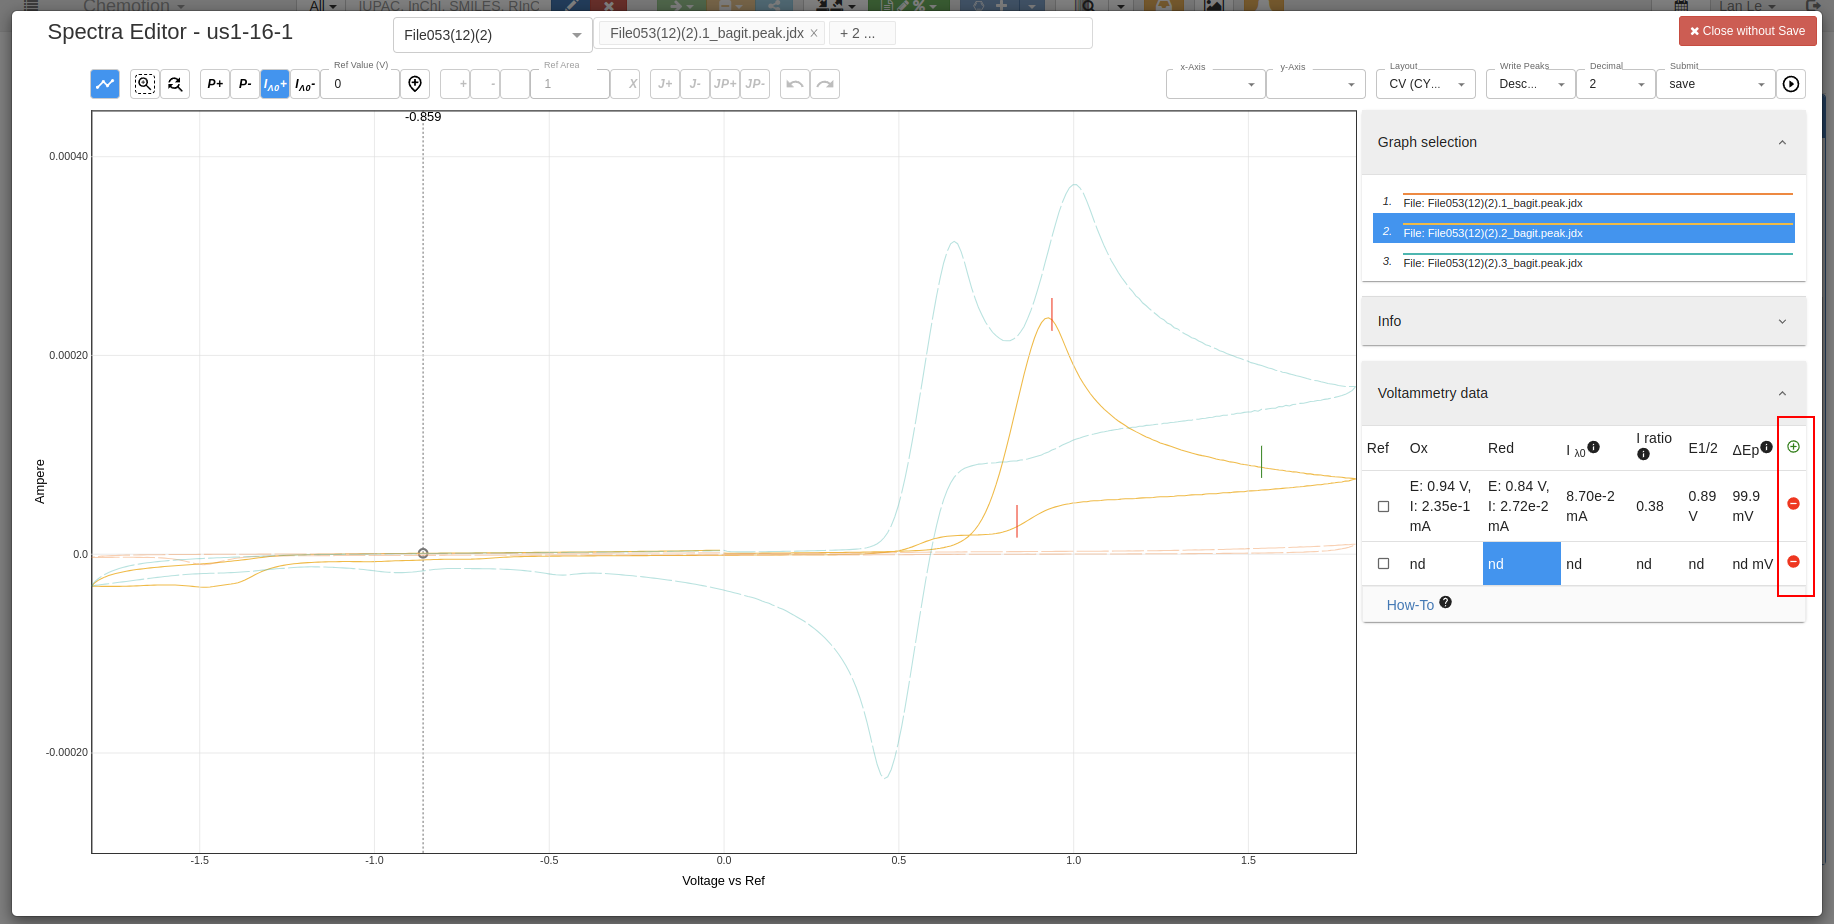 Chemotion
All
IUPAC, InChI, SMILES, RInC
Lan Le
Spectra Editor - us1-16-1
File053(12)(2)
File053(12)(2).1_bagit.peak.jdx ×
+ 2 ...
Close without Save
P+
P-
Iλ0+
Iλ0-
Ref Value (V)
0
+
-
Ref Area
1
X
J+
J-
JP+
JP-
x-Axis
y-Axis
Layout
CV (CY...
Write Peaks
Desc...
Decimal
2
Submit
save
-0.859
0.00040
0.00020
0.0
-0.00020
Ampere
-1.5
-1.0
-0.5
0.0
0.5
1.0
1.5
Voltage vs Ref
Graph selection
1. File: File053(12)(2).1_bagit.peak.jdx
2. File: File053(12)(2).2_bagit.peak.jdx
3. File: File053(12)(2).3_bagit.peak.jdx
Info
Voltammetry data
Ref Ox Red I λ0 I ratio E1/2 ΔEp
E: 0.94 V, I: 2.35e-1 mA
E: 0.84 V, I: 2.72e-2 mA
8.70e-2 mA
0.38
0.89 V
99.9 mV
nd nd nd nd nd nd mV
How-To